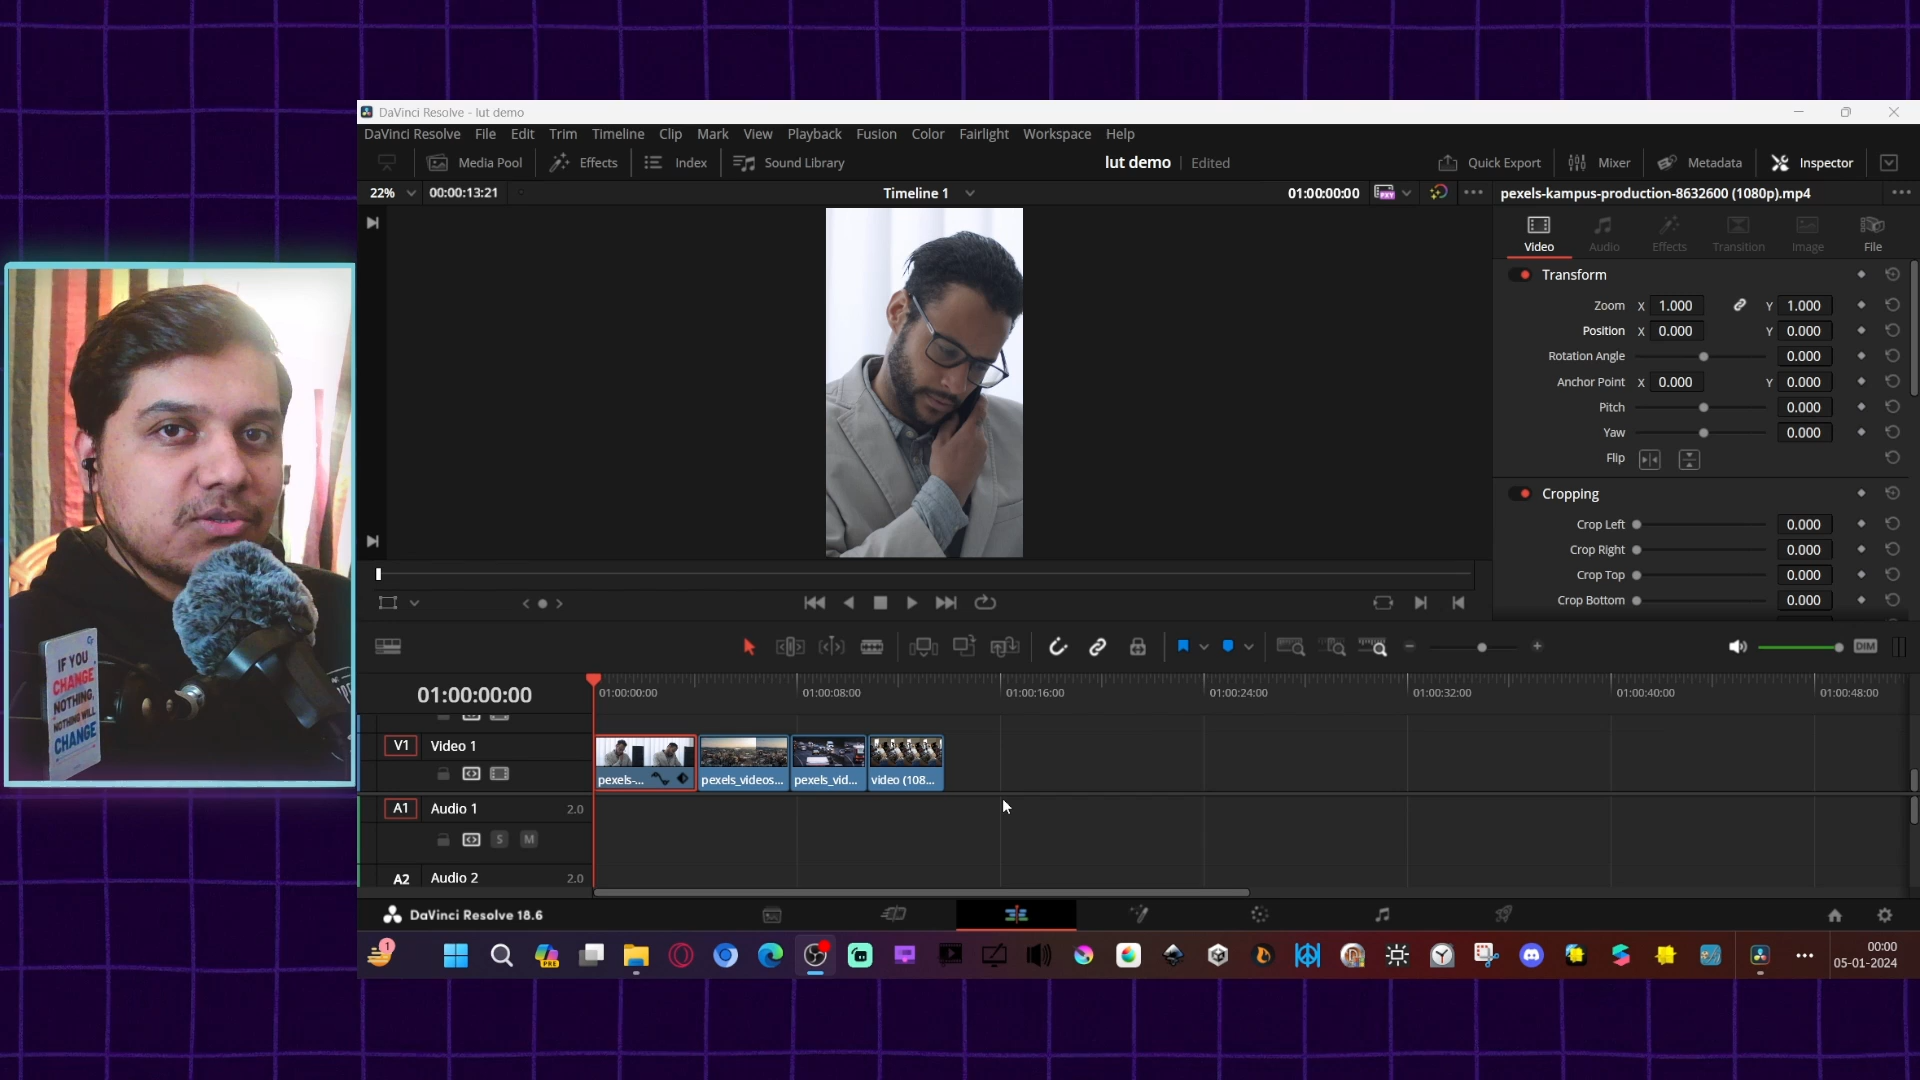 DaVinci Resolve - lut demo
DaVinci Resolve File Edit Trim Timeline Clip Mark View Playback Fusion Color Fairlight Workspace Help
Media Pool Effects Index Sound Library lut demo Edited Quick Export Mixer Metadata Inspector
22% 00:00:13:21 Timeline 1 01:00:00:00 pexels-kampus-production-8632600 (1080p).mp4
Video Audio Effects Transition Image File
Transform
Zoom X 1.000 Y 1.000
Position X 0.000 Y 0.000
Rotation Angle 0.000
Anchor Point X 0.000 Y 0.000
Pitch 0.000
Yaw 0.000
Flip
Cropping
Crop Left 0.000
Crop Right 0.000
Crop Top 0.000
Crop Bottom 0.000
DIM
01:00:00:00
01:00:00:00 01:00:08:00 01:00:16:00 01:00:24:00 01:00:32:00 01:00:40:00 01:00:48:00
V1 Video 1
pexels-... pexels_videos... pexels_vid... video (108...
A1 Audio 1 2.0
S M
A2 Audio 2 2.0
DaVinci Resolve 18.6
1
PRE
00:00
05-01-2024
IF YOU
CHANGE
NOTHING,
NOTHING WILL
CHANGE